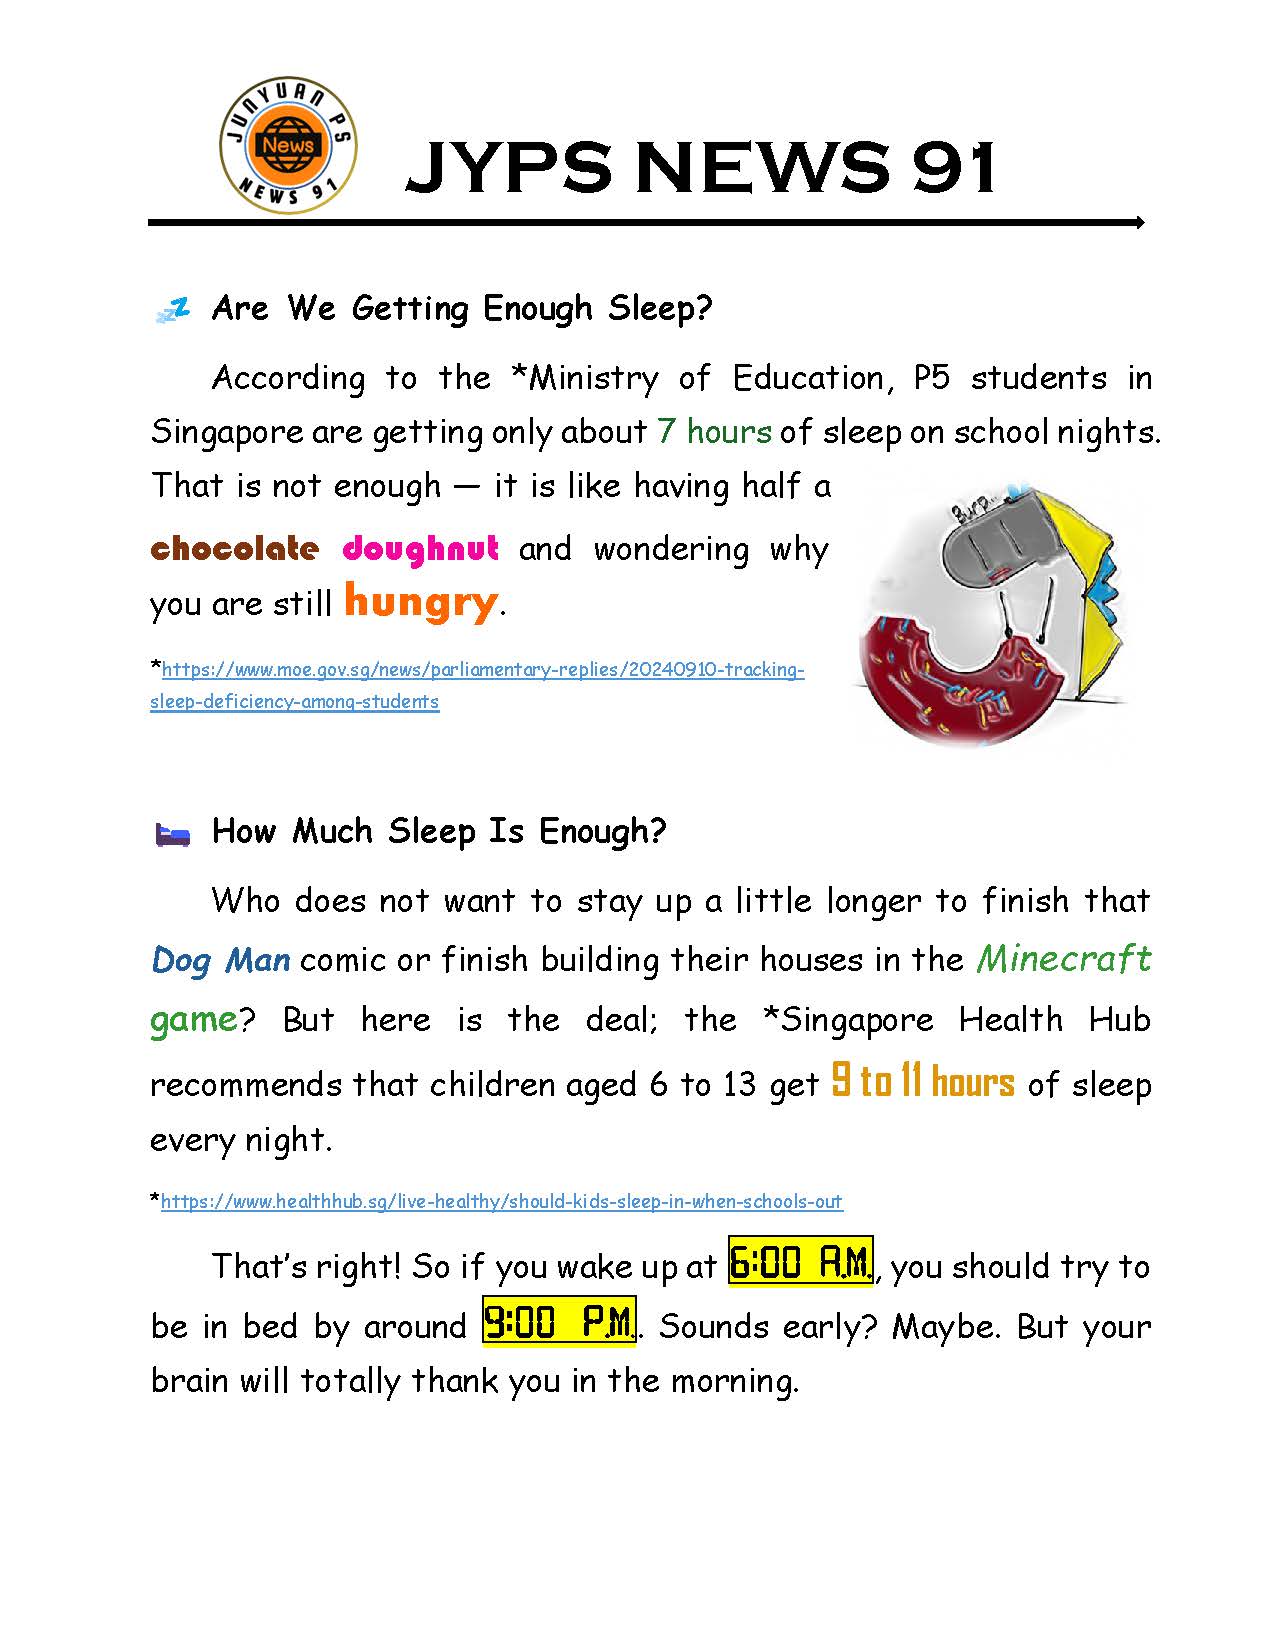 JUNYUAN PS
News
NEWS 91
JYPS NEWS 91
Are We Getting Enough Sleep?
According to the *Ministry of Education, P5 students in
Singapore are getting only about 7 hours of sleep on school nights.
That is not enough — it is like having half a
chocolate doughnut and wondering why
you are still hungry.
Burp..
*https://www.moe.gov.sg/news/parliamentary-replies/20240910-tracking-
sleep-deficiency-among-students
How Much Sleep Is Enough?
Who does not want to stay up a little longer to finish that
Dog Man comic or finish building their houses in the Minecraft
game? But here is the deal; the *Singapore Health Hub
recommends that children aged 6 to 13 get 9 to 11 hours of sleep
every night.
*https://www.healthhub.sg/live-healthy/should-kids-sleep-in-when-schools-out
That's right! So if you wake up at 6:00 A.M., you should try to
be in bed by around 9:00 P.M.. Sounds early? Maybe. But your
brain will totally thank you in the morning.